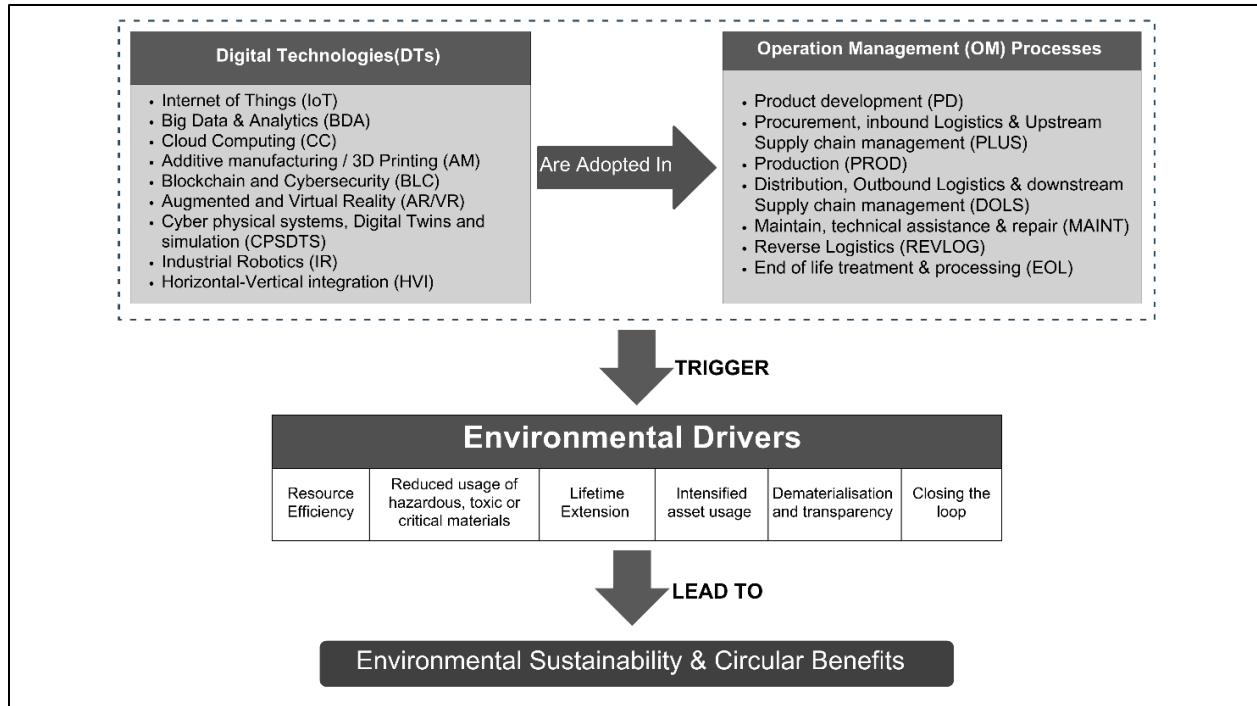 Digital Technologies(DTs)
• Internet of Things (IoT)
• Big Data & Analytics (BDA)
• Cloud Computing (CC)
• Additive manufacturing / 3D Printing (AM)
• Blockchain and Cybersecurity (BLC)
• Augmented and Virtual Reality (AR/VR)
• Cyber physical systems, Digital Twins and
simulation (CPSDTS)
• Industrial Robotics (IR)
• Horizontal-Vertical integration (HVI)
Are Adopted In
Operation Management (OM) Processes
• Product development (PD)
• Procurement, inbound Logistics & Upstream
Supply chain management (PLUS)
• Production (PROD)
• Distribution, Outbound Logistics & downstream
Supply chain management (DOLS)
• Maintain, technical assistance & repair (MAINT)
• Reverse Logistics (REVLOG)
• End of life treatment & processing (EOL)
TRIGGER
Environmental Drivers
Resource
Efficiency
Reduced usage of
hazardous, toxic or
critical materials
Lifetime
Extension
Intensified
asset usage
Dematerialisation
and transparency
Closing the
loop
LEAD TO
Environmental Sustainability & Circular Benefits